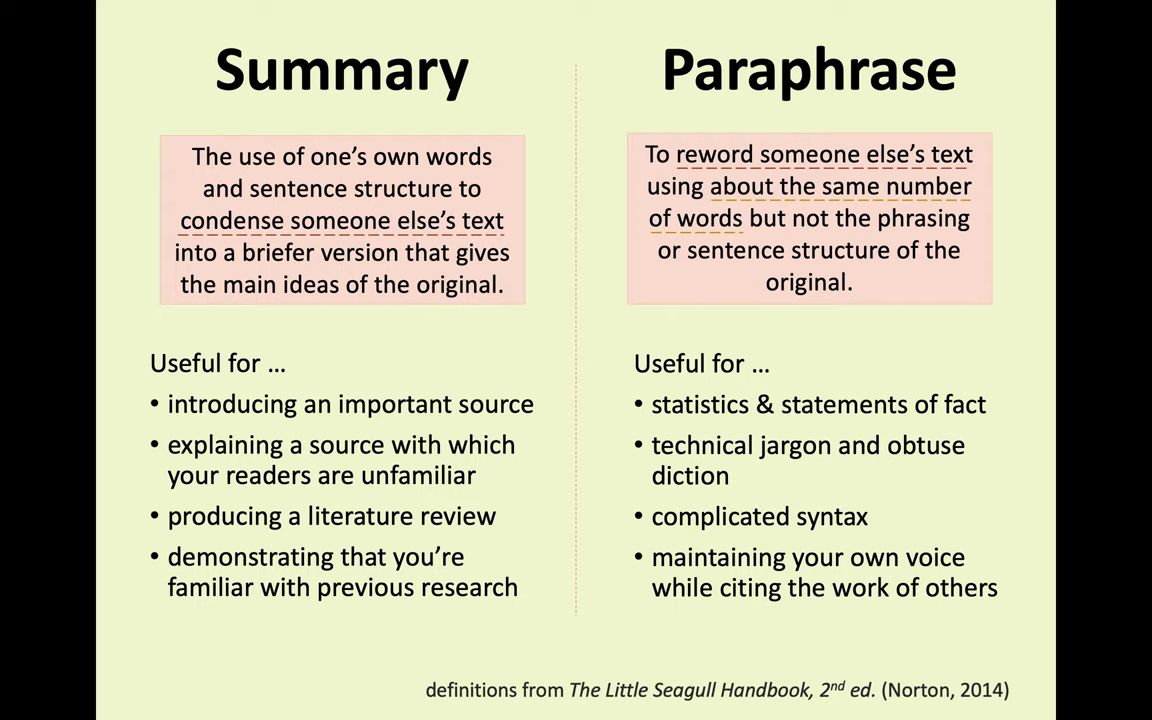 Summary
The use of one’s own words
and sentence structure to
condense someone else’s text
into a briefer version that gives
the main ideas of the original.
Useful for …
• introducing an important source
• explaining a source with which
your readers are unfamiliar
• producing a literature review
• demonstrating that you’re
familiar with previous research
Paraphrase
To reword someone else’s text
using about the same number
of words but not the phrasing
or sentence structure of the
original.
Useful for …
• statistics & statements of fact
• technical jargon and obtuse
diction
• complicated syntax
• maintaining your own voice
while citing the work of others
definitions from The Little Seagull Handbook, 2nd ed. (Norton, 2014)